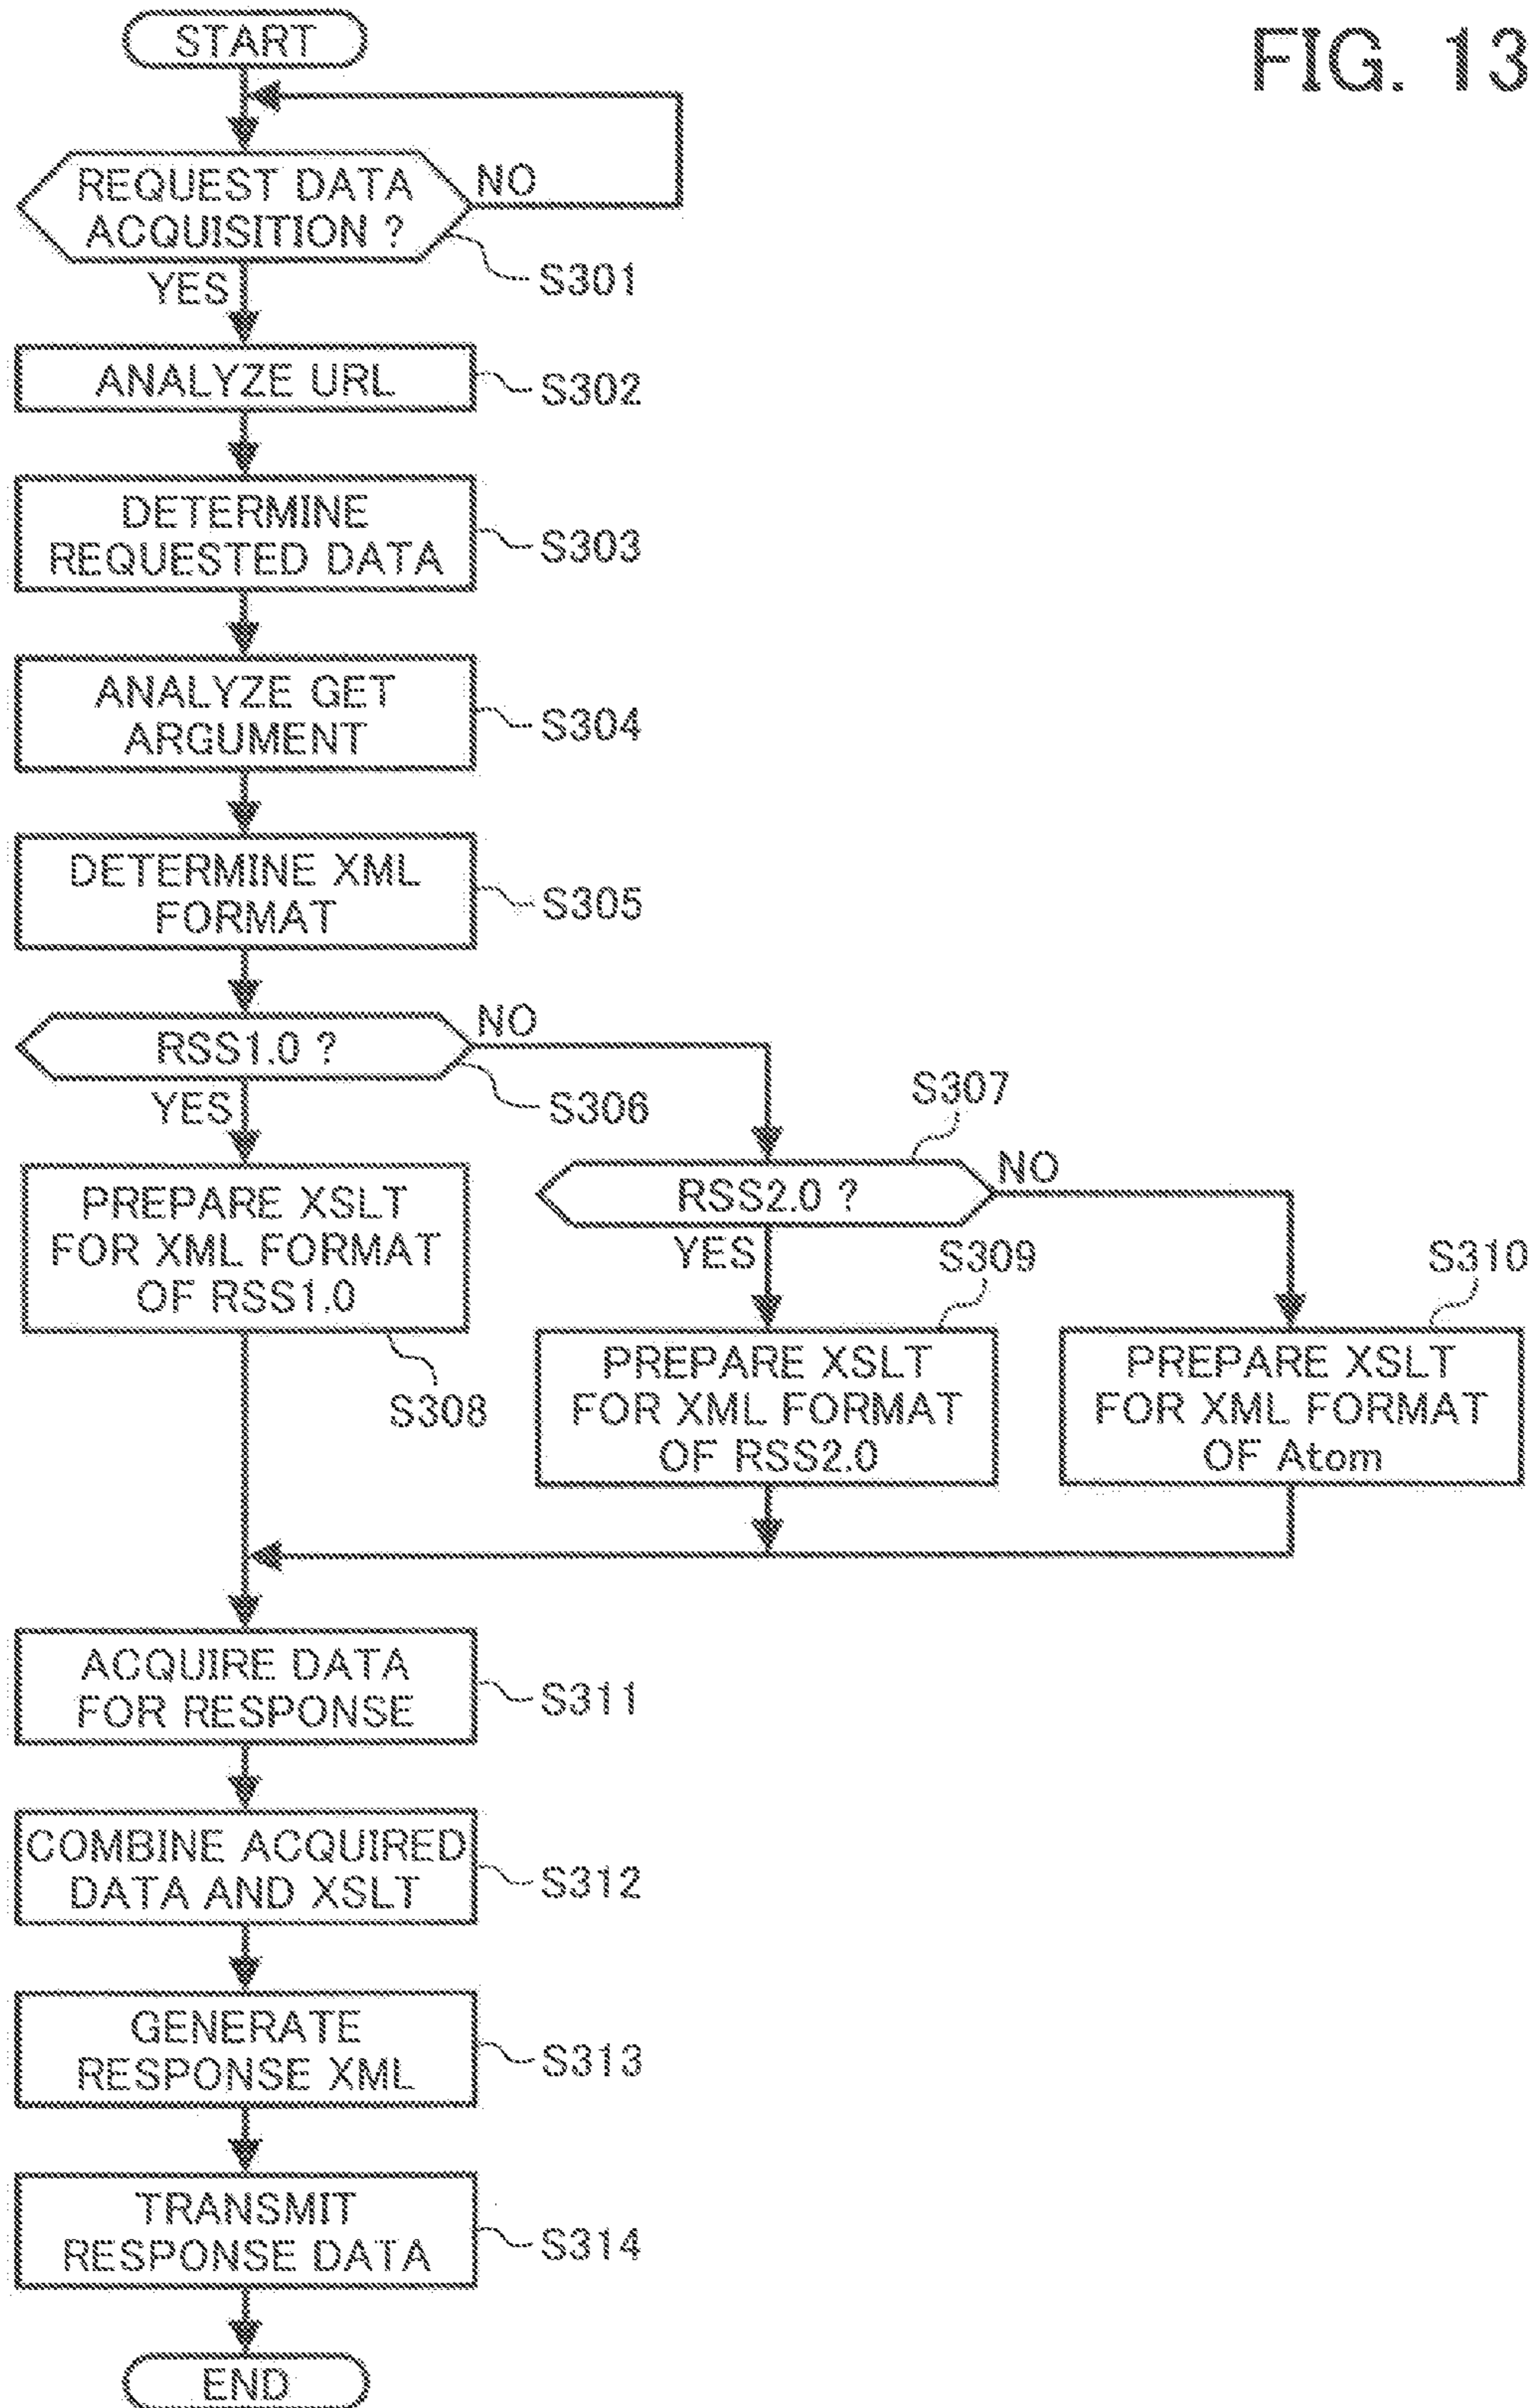 FIG. 13
START
REQUEST DATA
ACQUISITION ?
NO
S301
YES
ANALYZE URL
S302
DETERMINE
REQUESTED DATA
S303
ANALYZE GET
ARGUMENT
S304
DETERMINE XML
FORMAT
S305
RSS1.0 ?
NO
S306
YES
S307
RSS2.0 ?
NO
YES
PREPARE XSLT
FOR XML FORMAT
OF RSS1.0
S308
S309
PREPARE XSLT
FOR XML FORMAT
OF RSS2.0
S310
PREPARE XSLT
FOR XML FORMAT
OF Atom
ACQUIRE DATA
FOR RESPONSE
S311
COMBINE ACQUIRED
DATA AND XSLT
S312
GENERATE
RESPONSE XML
S313
TRANSMIT
RESPONSE DATA
S314
END